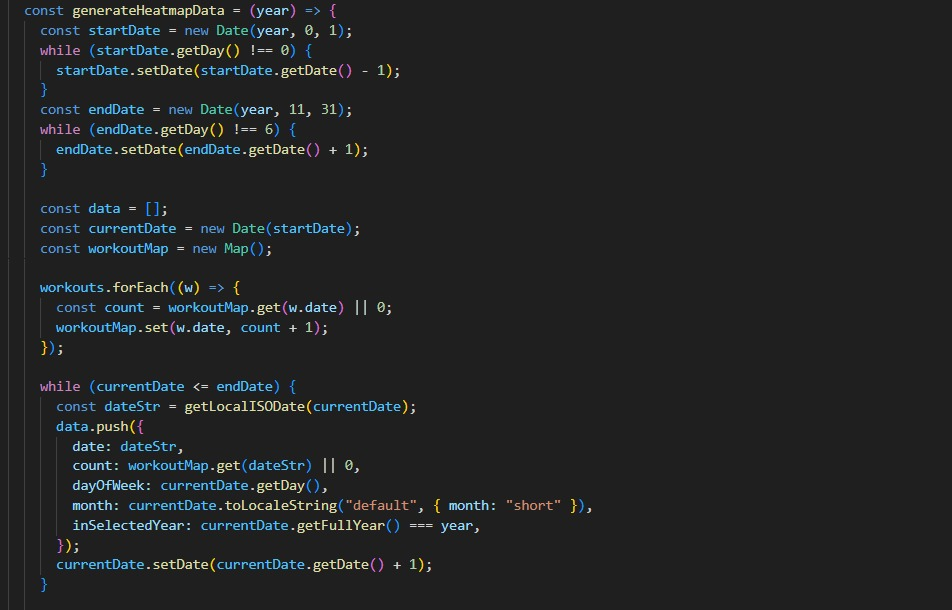 const generateHeatmapData = (year) => {
const startDate = new Date(year, 0, 1);
while (startDate.getDay() !== 0) {
startDate.setDate(startDate.getDate() - 1);
}
const endDate = new Date(year, 11, 31);
while (endDate.getDay() !== 6) {
endDate.setDate(endDate.getDate() + 1);
}
const data = [];
const currentDate = new Date(startDate);
const workoutMap = new Map();
workouts.forEach((w) => {
const count = workoutMap.get(w.date) || 0;
workoutMap.set(w.date, count + 1);
});
while (currentDate <= endDate) {
const dateStr = getLocalISODate(currentDate);
data.push({
date: dateStr,
count: workoutMap.get(dateStr) || 0,
dayOfWeek: currentDate.getDay(),
month: currentDate.toLocaleString("default", { month: "short" }),
inSelectedYear: currentDate.getFullYear() === year,
});
currentDate.setDate(currentDate.getDate() + 1);
}